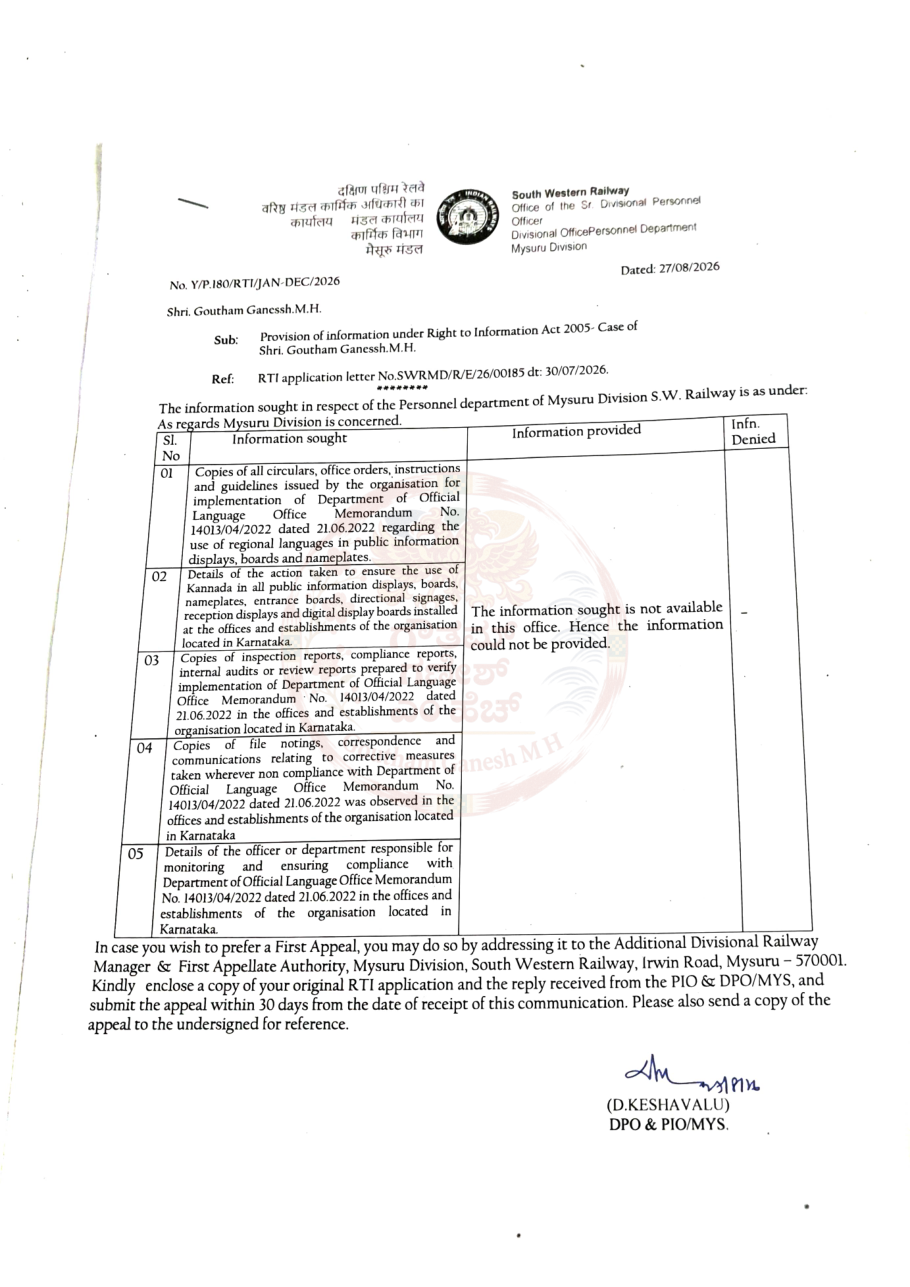 दक्षिण पश्चिम रेलवे
वरिष्ठ मंडल कार्मिक अधिकारी का
कार्यालय मंडल कार्यालय
कार्मिक विभाग
मैसूरु मंडल
South Western Railway
Office of the Sr. Divisional Personnel
Officer
Divisional OfficePersonnel Department
Mysuru Division
No. Y/P.180/RTI/JAN-DEC/2026
Dated: 27/08/2026
Shri. Goutham Ganessh.M.H.
Sub: Provision of information under Right to Information Act 2005- Case of
Shri. Goutham Ganessh.M.H.
Ref: RTI application letter No.SWRMD/R/E/26/00185 dt: 30/07/2026.
********
The information sought in respect of the Personnel department of Mysuru Division S.W. Railway is as under:
As regards Mysuru Division is concerned.
Sl. No
Information sought
Information provided
Infn. Denied
01
Copies of all circulars, office orders, instructions
and guidelines issued by the organisation for
implementation of Department of Official
Language Office Memorandum No.
14013/04/2022 dated 21.06.2022 regarding the
use of regional languages in public information
displays, boards and nameplates.
02
Details of the action taken to ensure the use of
Kannada in all public information displays, boards,
nameplates, entrance boards, directional signages,
reception displays and digital display boards installed
at the offices and establishments of the organisation
located in Karnataka.
03
Copies of inspection reports, compliance reports,
internal audits or review reports prepared to verify
implementation of Department of Official Language
Office Memorandum No. 14013/04/2022 dated
21.06.2022 in the offices and establishments of the
organisation located in Karnataka.
04
Copies of file notings, correspondence and
communications relating to corrective measures
taken wherever non compliance with Department of
Official Language Office Memorandum No.
14013/04/2022 dated 21.06.2022 was observed in the
offices and establishments of the organisation located
in Karnataka
05
Details of the officer or department responsible for
monitoring and ensuring compliance with
Department of Official Language Office Memorandum
No. 14013/04/2022 dated 21.06.2022 in the offices and
establishments of the organisation located in
Karnataka.
The information sought is not available
in this office. Hence the information
could not be provided.
–
In case you wish to prefer a First Appeal, you may do so by addressing it to the Additional Divisional Railway
Manager & First Appellate Authority, Mysuru Division, South Western Railway, Irwin Road, Mysuru – 570001.
Kindly enclose a copy of your original RTI application and the reply received from the PIO & DPO/MYS, and
submit the appeal within 30 days from the date of receipt of this communication. Please also send a copy of the
appeal to the undersigned for reference.
(D.KESHAVALU)
DPO & PIO/MYS.